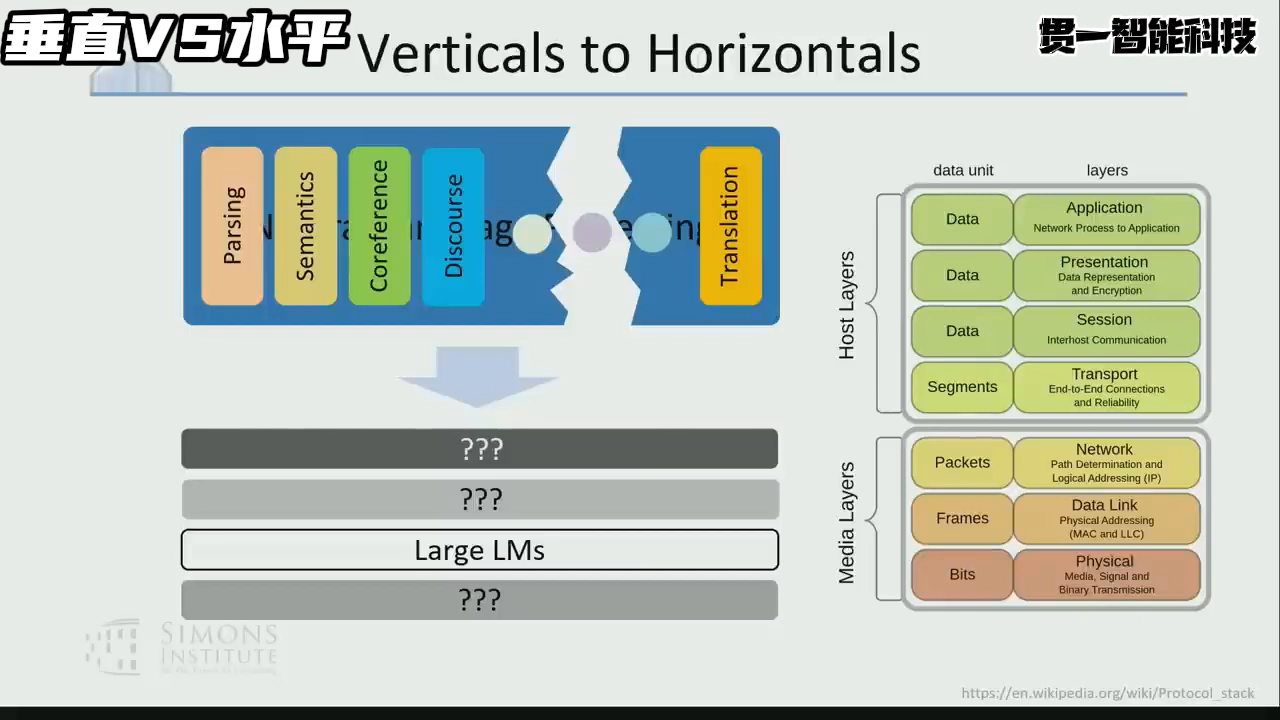 垂直VS水平
贯一智能科技
Verticals to Horizontals
Parsing
Semantics
Coreference
Discourse
Translation
???
???
Large LMs
???
data unit
layers
Host Layers
Data
Application
Network Process to Application
Data
Presentation
Data Representation
and Encryption
Data
Session
Interhost Communication
Segments
Transport
End-to-End Connections
and Reliability
Media Layers
Packets
Network
Path Determination and
Logical Addressing (IP)
Frames
Data Link
Physical Addressing
(MAC and LLC)
Bits
Physical
Media, Signal and
Binary Transmission
SIMONS
INSTITUTE
https://en.wikipedia.org/wiki/Protocol_stack